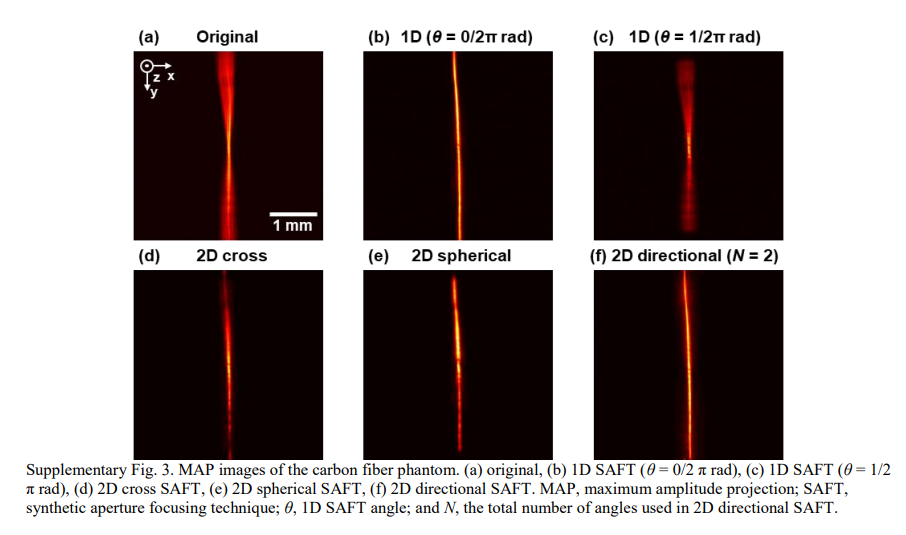 (a) Original
(b) 1D (θ = 0/2π rad)
(c) 1D (θ = 1/2π rad)
z x
y
1 mm
(d) 2D cross
(e) 2D spherical
(f) 2D directional (N = 2)
Supplementary Fig. 3. MAP images of the carbon fiber phantom. (a) original, (b) 1D SAFT (θ = 0/2 π rad), (c) 1D SAFT (θ = 1/2
π rad), (d) 2D cross SAFT, (e) 2D spherical SAFT, (f) 2D directional SAFT. MAP, maximum amplitude projection; SAFT,
synthetic aperture focusing technique; θ, 1D SAFT angle; and N, the total number of angles used in 2D directional SAFT.